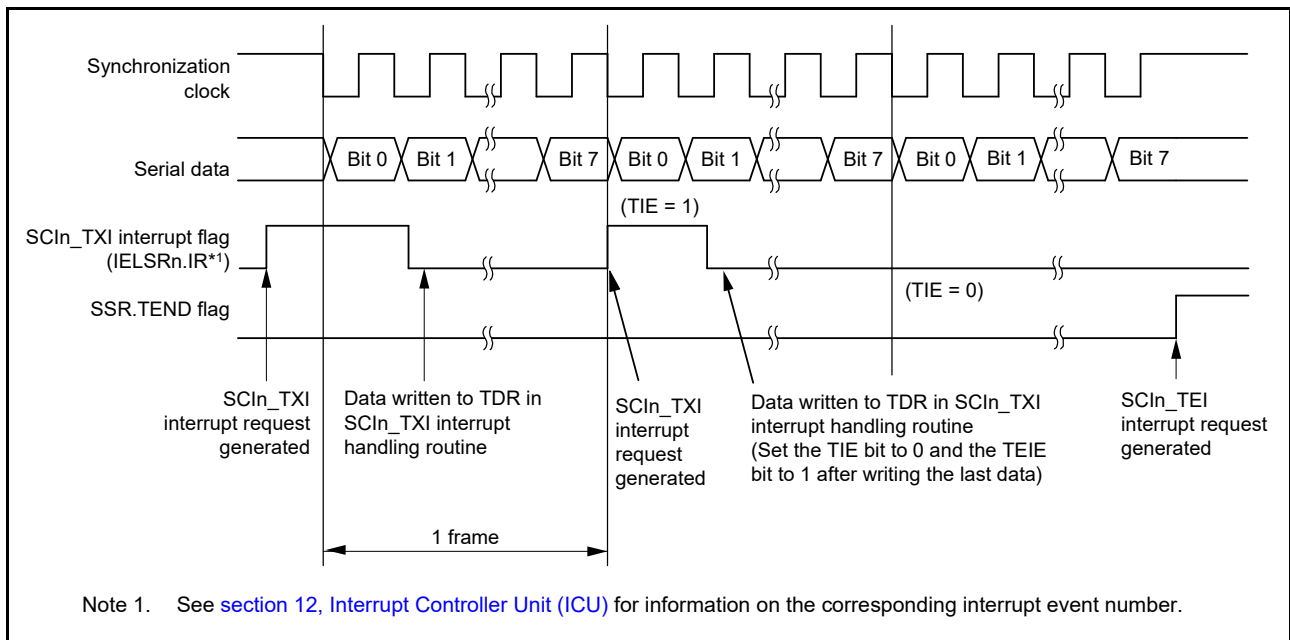 Synchronization
clock
Serial data
Bit 0 Bit 1 Bit 7 Bit 0 Bit 1 Bit 7 Bit 0 Bit 1 Bit 7
(TIE = 1)
SCIn_TXI interrupt flag
(IELSRn.IR*1)
(TIE = 0)
SSR.TEND flag
SCIn_TXI
interrupt request
generated
Data written to TDR in
SCIn_TXI interrupt
handling routine
SCIn_TXI
interrupt
request
generated
Data written to TDR in SCIn_TXI
interrupt handling routine
(Set the TIE bit to 0 and the TEIE
bit to 1 after writing the last data)
SCIn_TEI
interrupt request
generated
1 frame
Note 1. See section 12, Interrupt Controller Unit (ICU) for information on the corresponding interrupt event number.